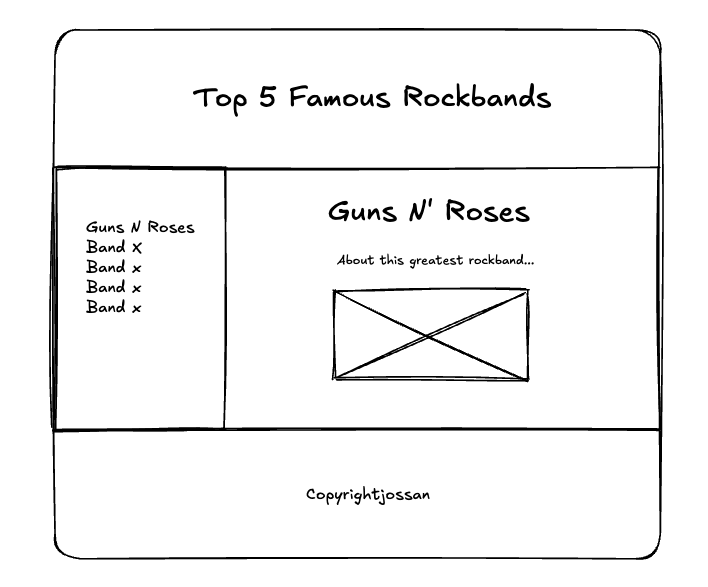 Top 5 Famous Rockbands
Guns N Roses
Band X
Band x
Band x
Band x
Guns N' Roses
About this greatest rockband...
Copyrightjossan